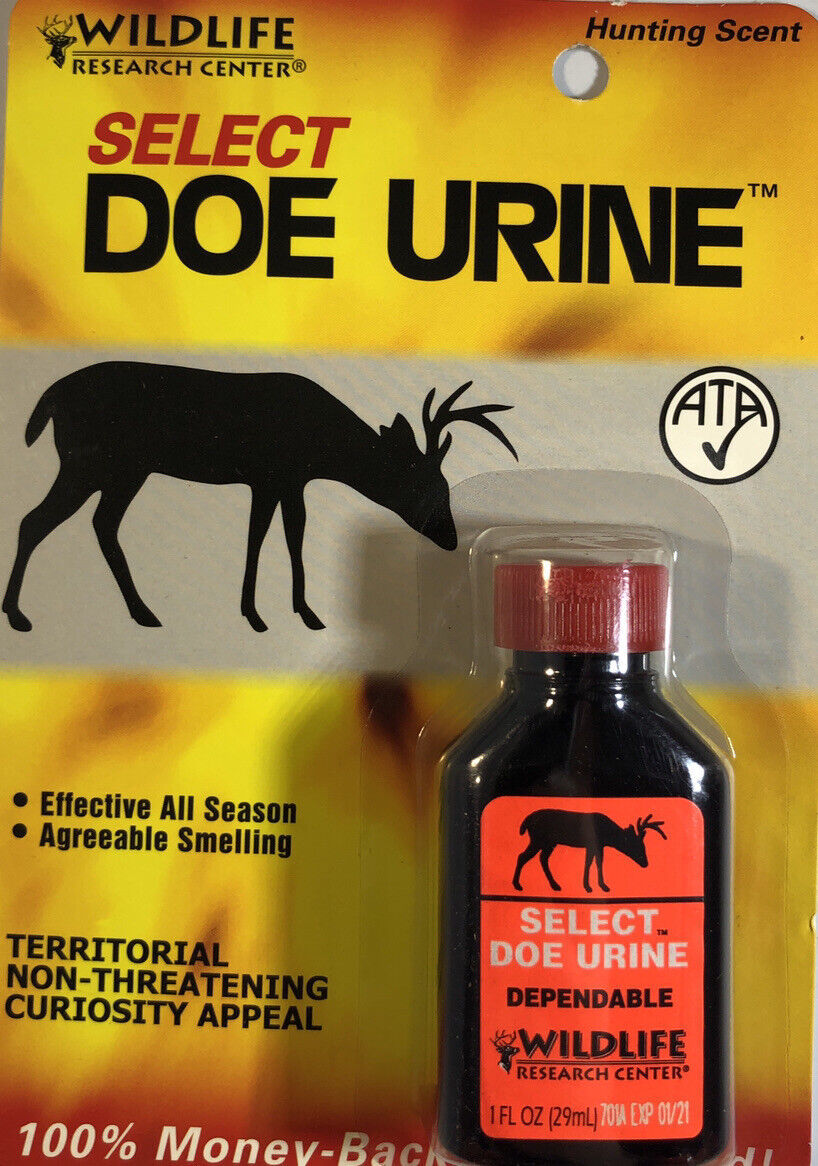 WILDLIFE
RESEARCH CENTER®
Hunting Scent
SELECT
DOE URINE™
ATA
• Effective All Season
• Agreeable Smelling
TERRITORIAL
NON-THREATENING
CURIOSITY APPEAL
SELECT™
DOE URINE
DEPENDABLE
WILDLIFE
RESEARCH CENTER®
1 FL OZ (29mL) 701A EXP 01/21
100% Money-Back